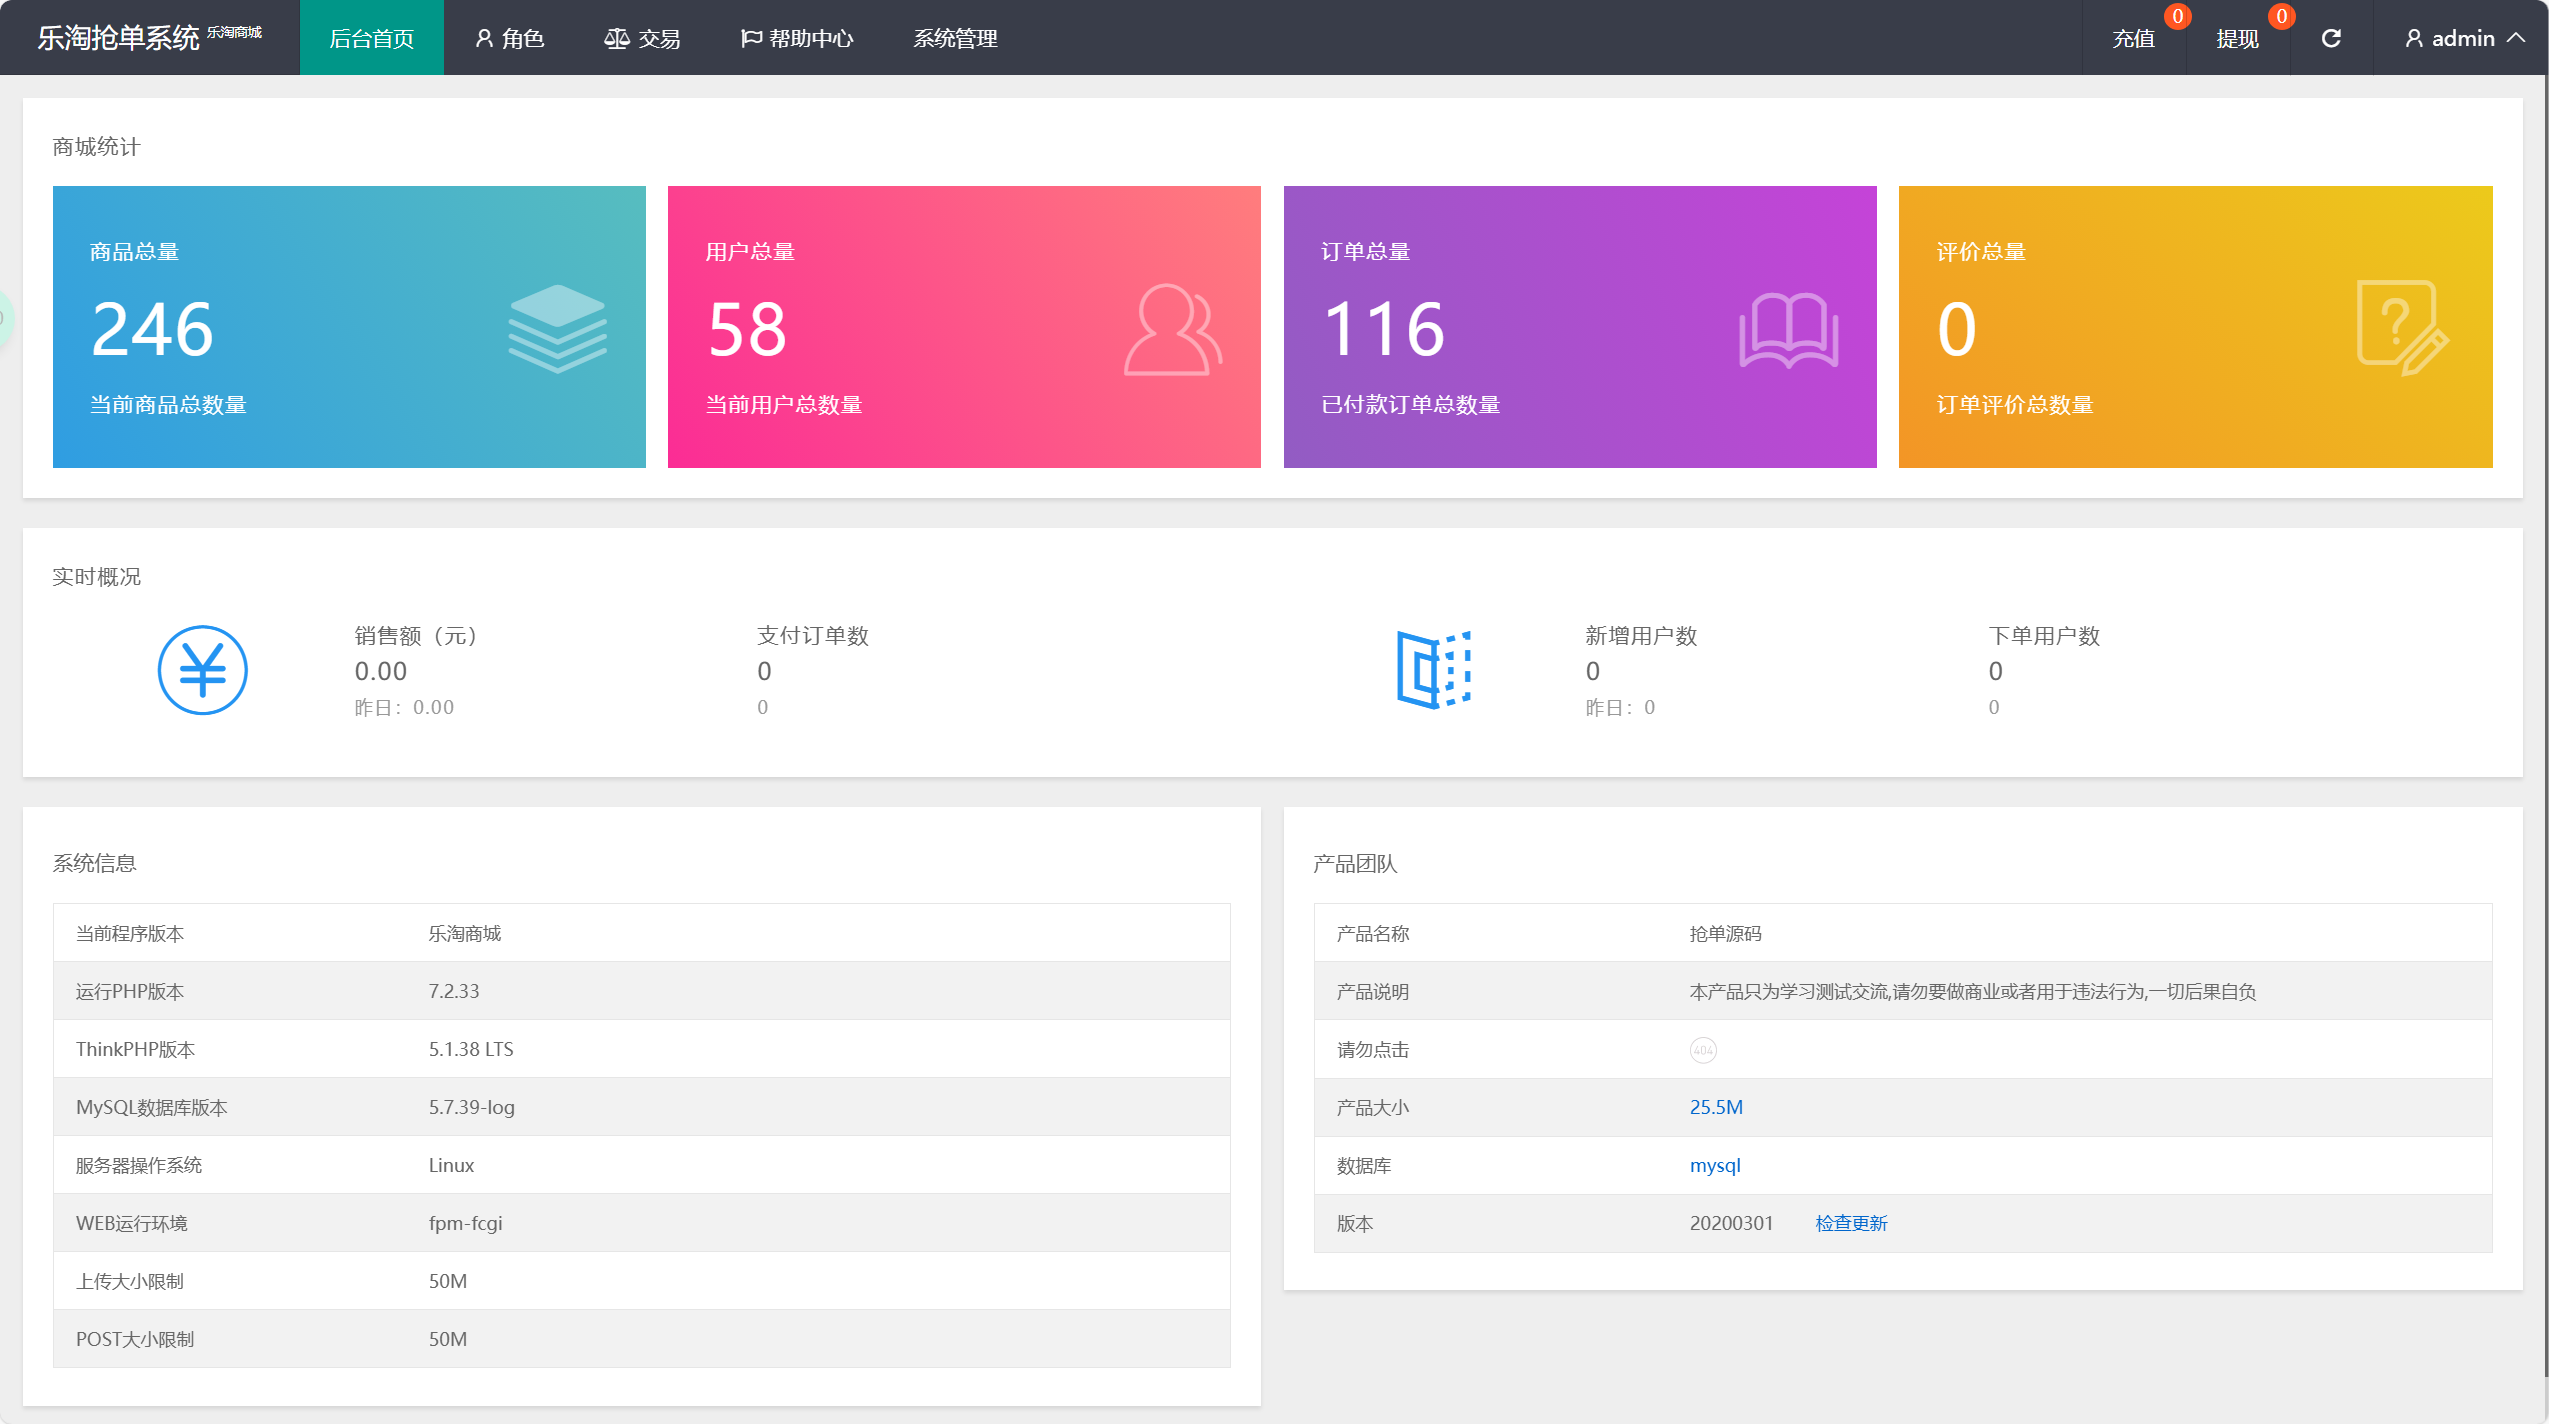 乐淘抢单系统 乐淘商城 后台首页 角色 交易 帮助中心 系统管理 充值 0 提现 0 admin
商城统计
商品总量 用户总量 订单总量 评价总量
246 58 116 0
当前商品总数量 当前用户总数量 已付款订单总数量 订单评价总数量
实时概况
销售额（元） 支付订单数 新增用户数 下单用户数
0.00 0 0 0
昨日：0.00 0 昨日：0 0
系统信息
当前程序版本 乐淘商城
运行PHP版本 7.2.33
ThinkPHP版本 5.1.38 LTS
MySQL数据库版本 5.7.39-log
服务器操作系统 Linux
WEB运行环境 fpm-fcgi
上传大小限制 50M
POST大小限制 50M
产品团队
产品名称 抢单源码
产品说明 本产品只为学习测试交流,请勿要做商业或者用于违法行为,一切后果自负
请勿点击 404
产品大小 25.5M
数据库 mysql
版本 20200301 检查更新